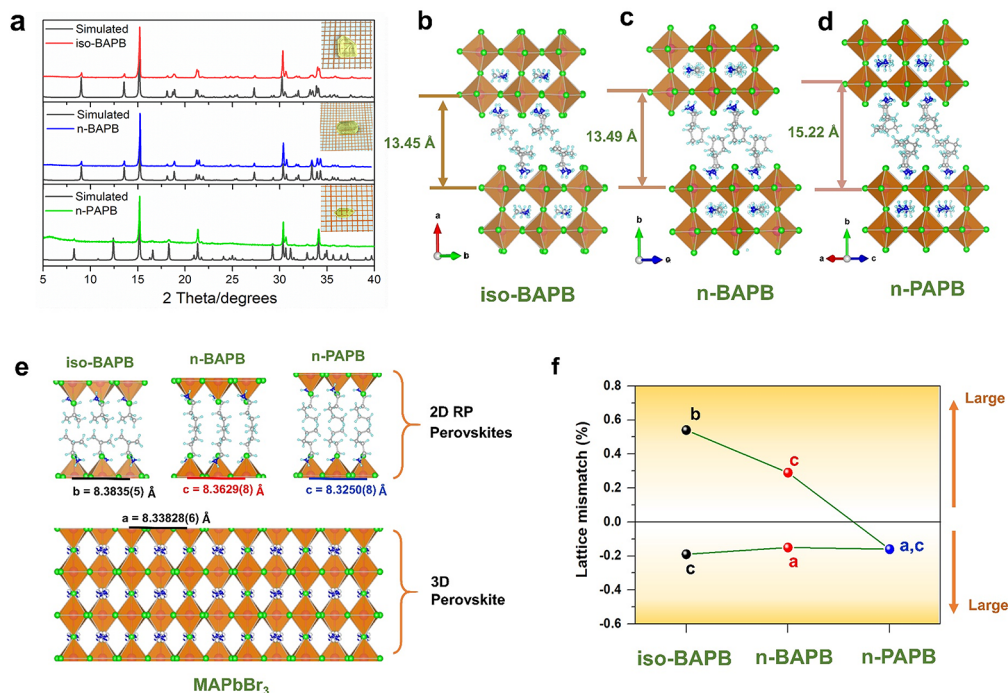 a
Simulated
iso-BAPB
Simulated
n-BAPB
Simulated
n-PAPB
5 10 15 20 25 30 35 40
2 Theta/degrees
b
13.45 Å
a
b
iso-BAPB
c
13.49 Å
b
c
n-BAPB
d
15.22 Å
b
a
c
n-PAPB
e
iso-BAPB
n-BAPB
n-PAPB
2D RP
Perovskites
b = 8.3835(5) Å
c = 8.3629(8) Å
c = 8.3250(8) Å
a = 8.33828(6) Å
3D
Perovskite
MAPbBr₃
f
Lattice mismatch (%)
0.8
0.6
0.4
0.2
0.0
-0.2
-0.4
-0.6
b
c
c
a
a,c
Large
Large
iso-BAPB
n-BAPB
n-PAPB